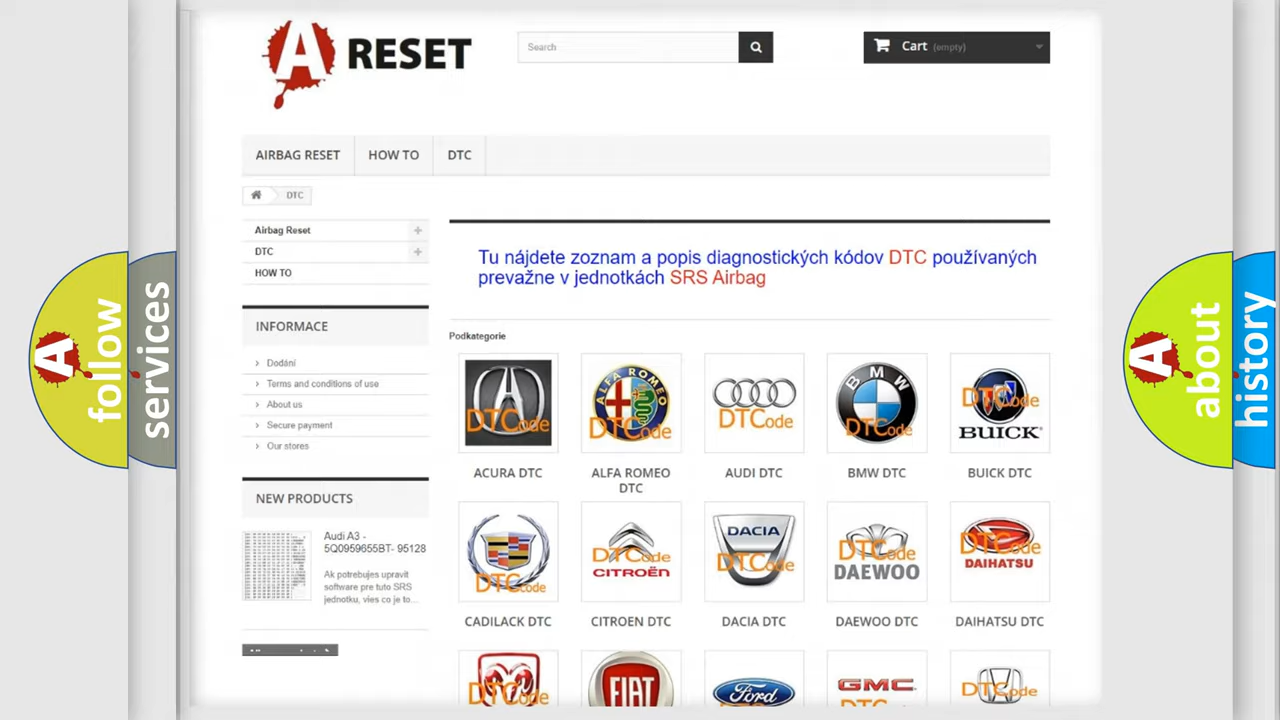 A RESET
Search
Cart (empty)
AIRBAG RESET
HOW TO
DTC
DTC
Airbag Reset
DTC
HOW TO
INFORMACE
Dodání
Terms and conditions of use
About us
Secure payment
Our stores
NEW PRODUCTS
Audi A3 -
5Q0959655BT- 95128
Ak potrebujes upravit
software pre tuto SRS
jednotku, vies co je to...
Tu nájdete zoznam a popis diagnostických kódov DTC používaných
prevažne v jednotkách SRS Airbag
Podkategorie
DTCode
ALFA ROMEO
DTCode
DTCode
BMW
DTCode
DTCode
BUICK
ACURA DTC
ALFA ROMEO
DTC
AUDI DTC
BMW DTC
BUICK DTC
DTCode
DTCode
CITROËN
DACIA
DTCode
DTCode
DAEWOO
DTCode
DAIHATSU
CADILACK DTC
CITROEN DTC
DACIA DTC
DAEWOO DTC
DAIHATSU DTC
DTCode
FIAT
Ford
GMC
DTCode
A follow
services
A about
history